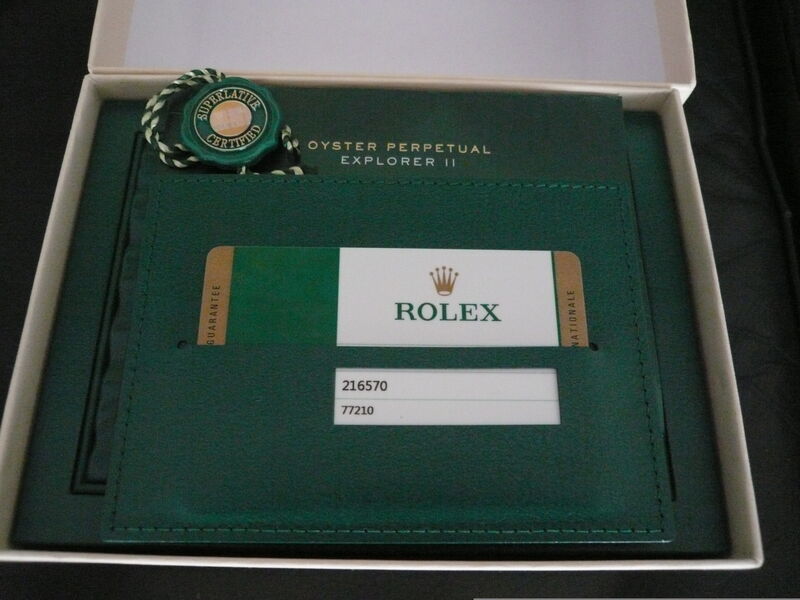 SUPERLATIVE
CERTIFIED
OYSTER PERPETUAL
EXPLORER II
GUARANTEE
ROLEX
NATIONALE
216570
77210